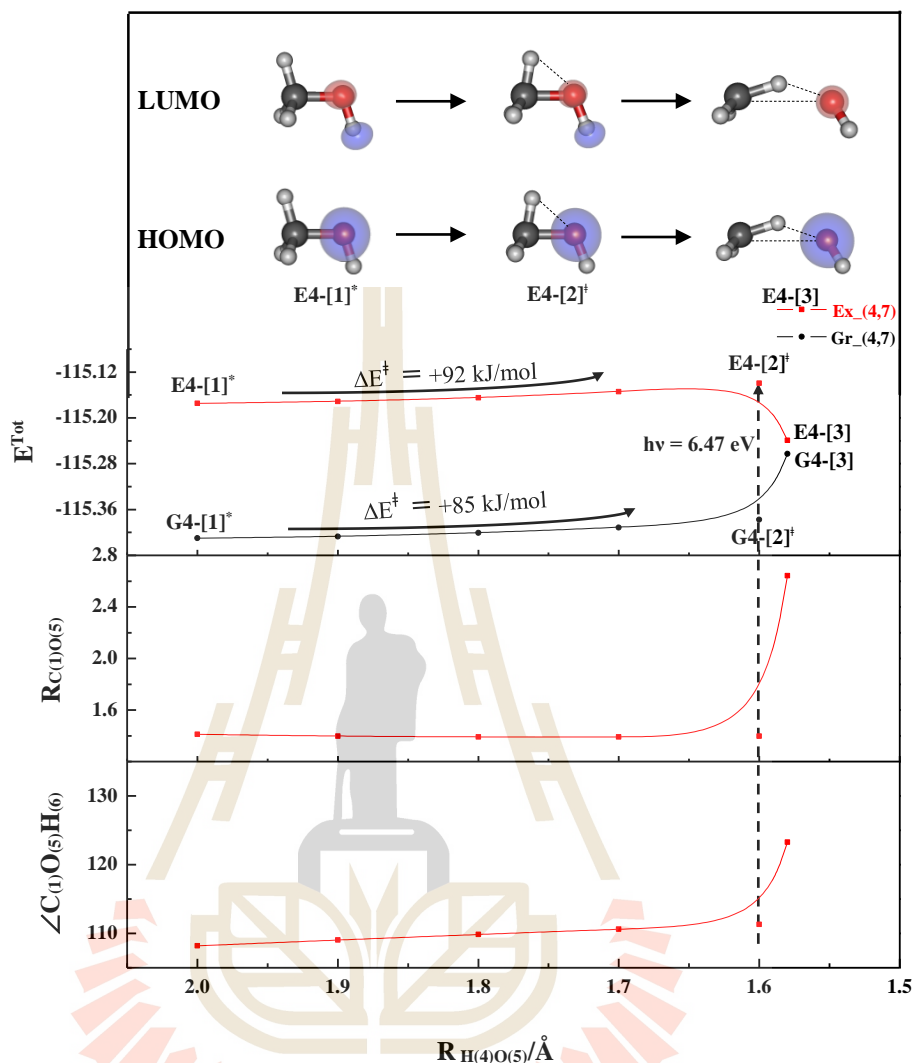 LUMO
HOMO
E4-[1]* E4-[2]‡ E4-[3]
Ex_(4,7)
Gr_(4,7)
E^Tot
-115.12
-115.20
-115.28
-115.36
E4-[1]*
ΔE‡ = +92 kJ/mol
E4-[2]‡
hν = 6.47 eV
E4-[3]
G4-[3]
ΔE‡ = +85 kJ/mol
G4-[1]*
G4-[2]‡
R_C(1)O(5)
2.8
2.4
2.0
1.6
∠C(1)O(5)H(6)
130
120
110
2.0 1.9 1.8 1.7 1.6 1.5
R_H(4)O(5)/Å